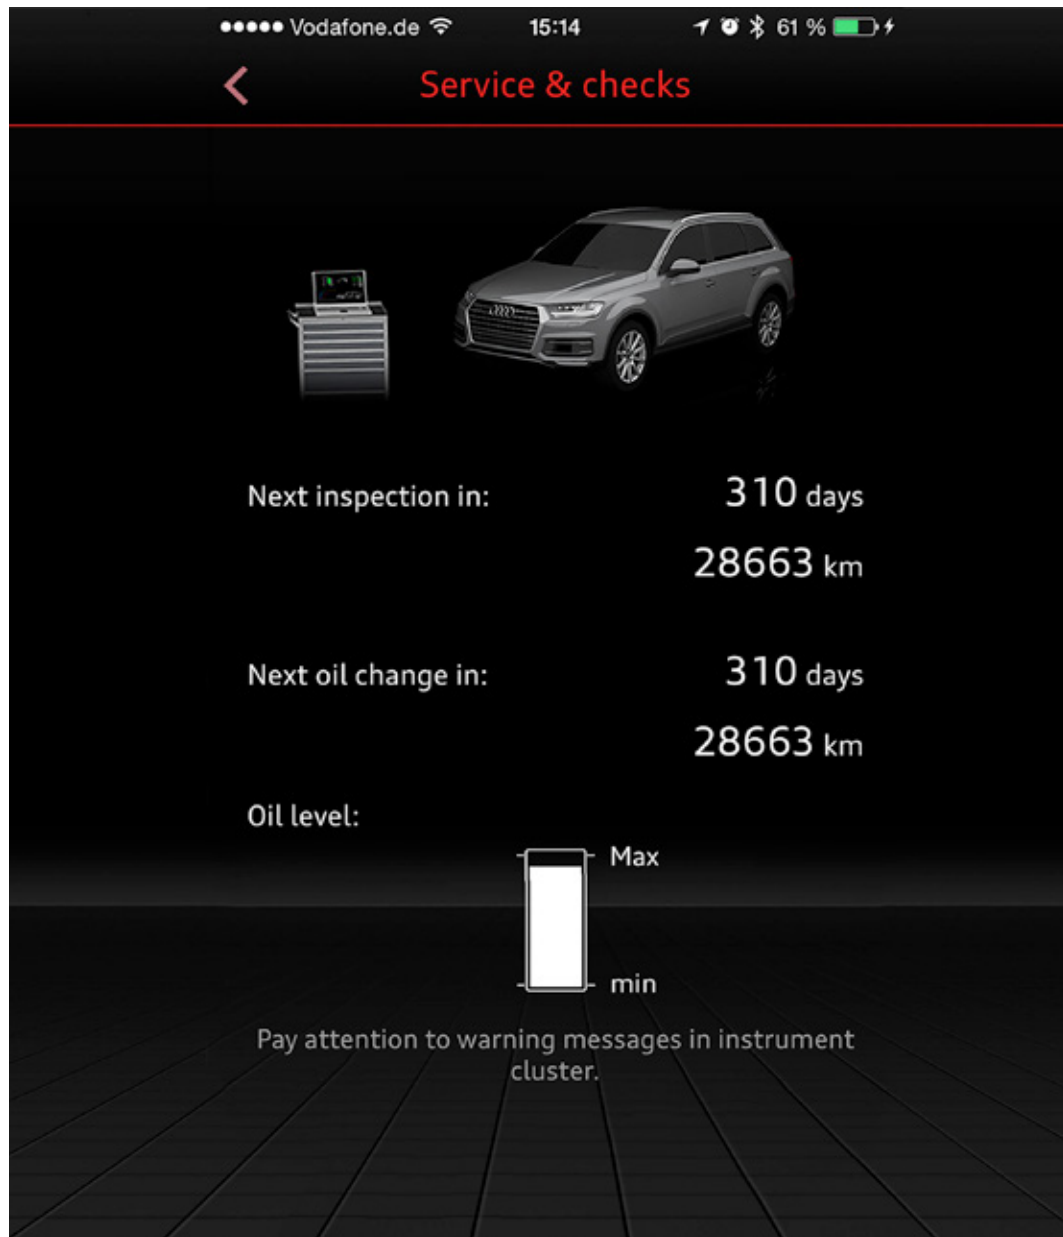 Vodafone.de 15:14 61 %
Service & checks
Next inspection in: 310 days
28663 km
Next oil change in: 310 days
28663 km
Oil level:
Max
min
Pay attention to warning messages in instrument
cluster.